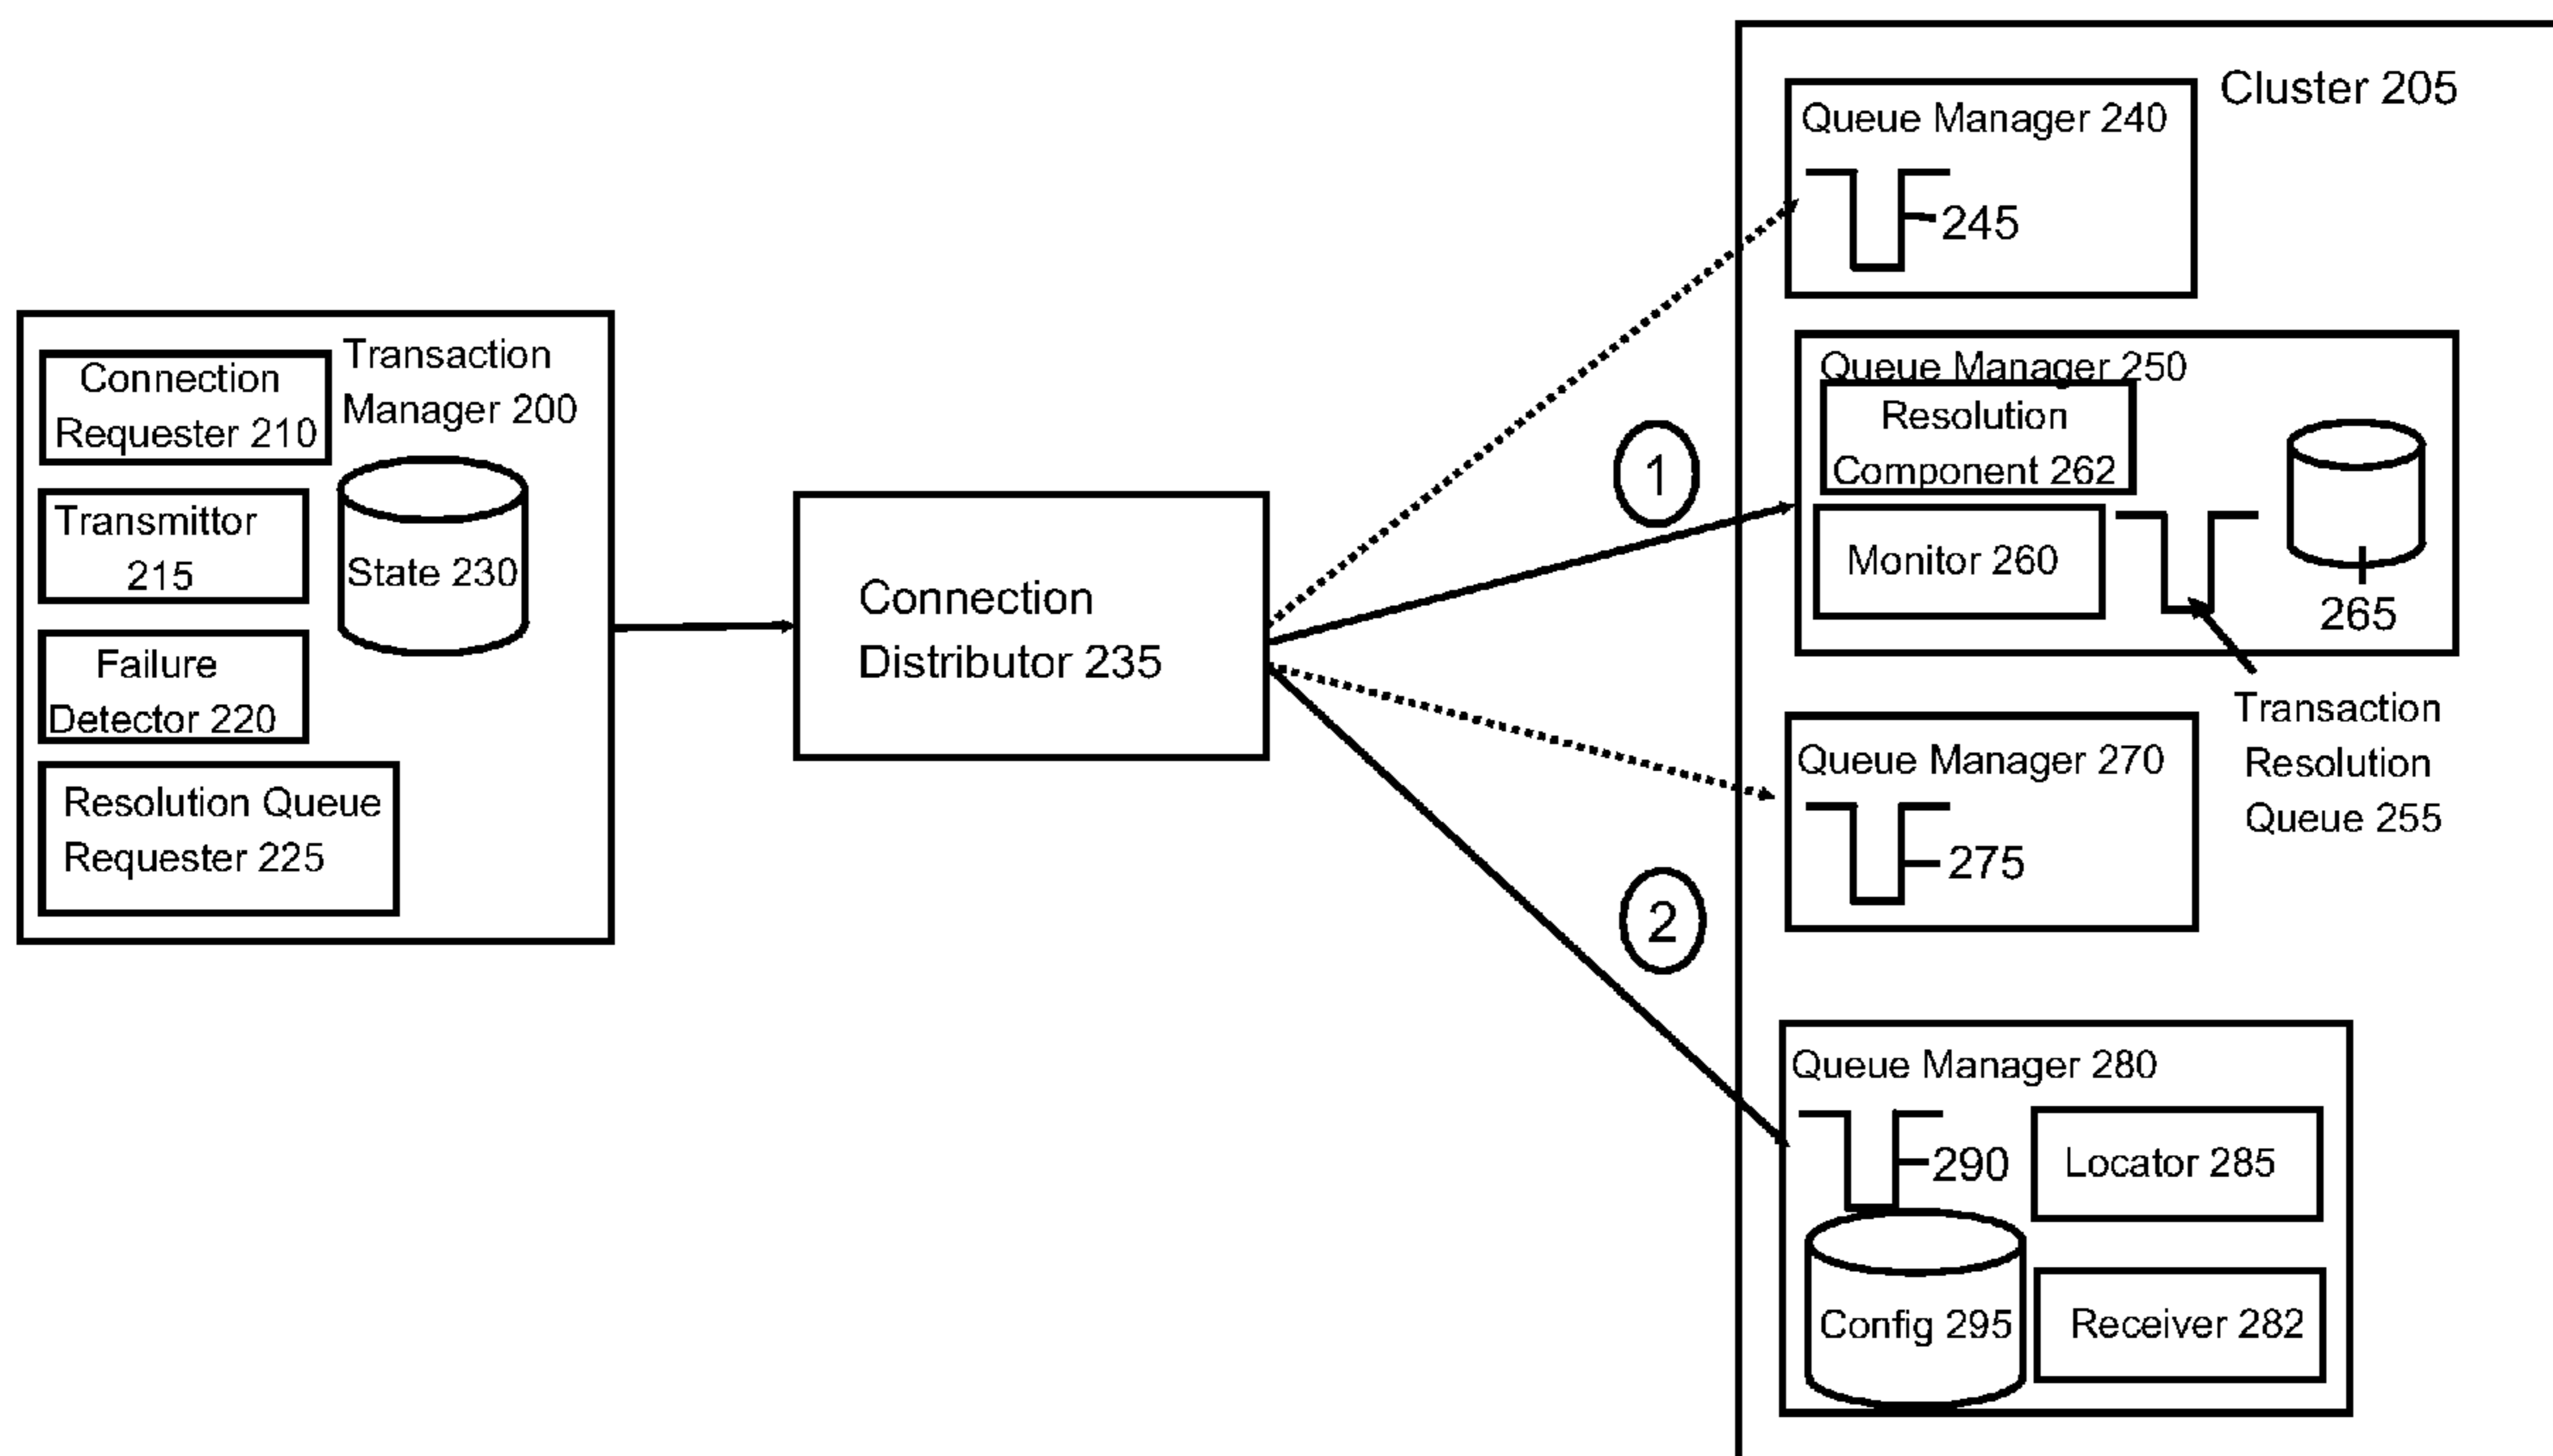 Connection
Requester 210
Transaction
Manager 200
Transmittor
215
State 230
Failure
Detector 220
Resolution Queue
Requester 225
Connection
Distributor 235
1
2
Cluster 205
Queue Manager 240
245
Queue Manager 250
Resolution
Component 262
Monitor 260
265
Transaction
Resolution
Queue 255
Queue Manager 270
275
Queue Manager 280
290
Locator 285
Config 295
Receiver 282